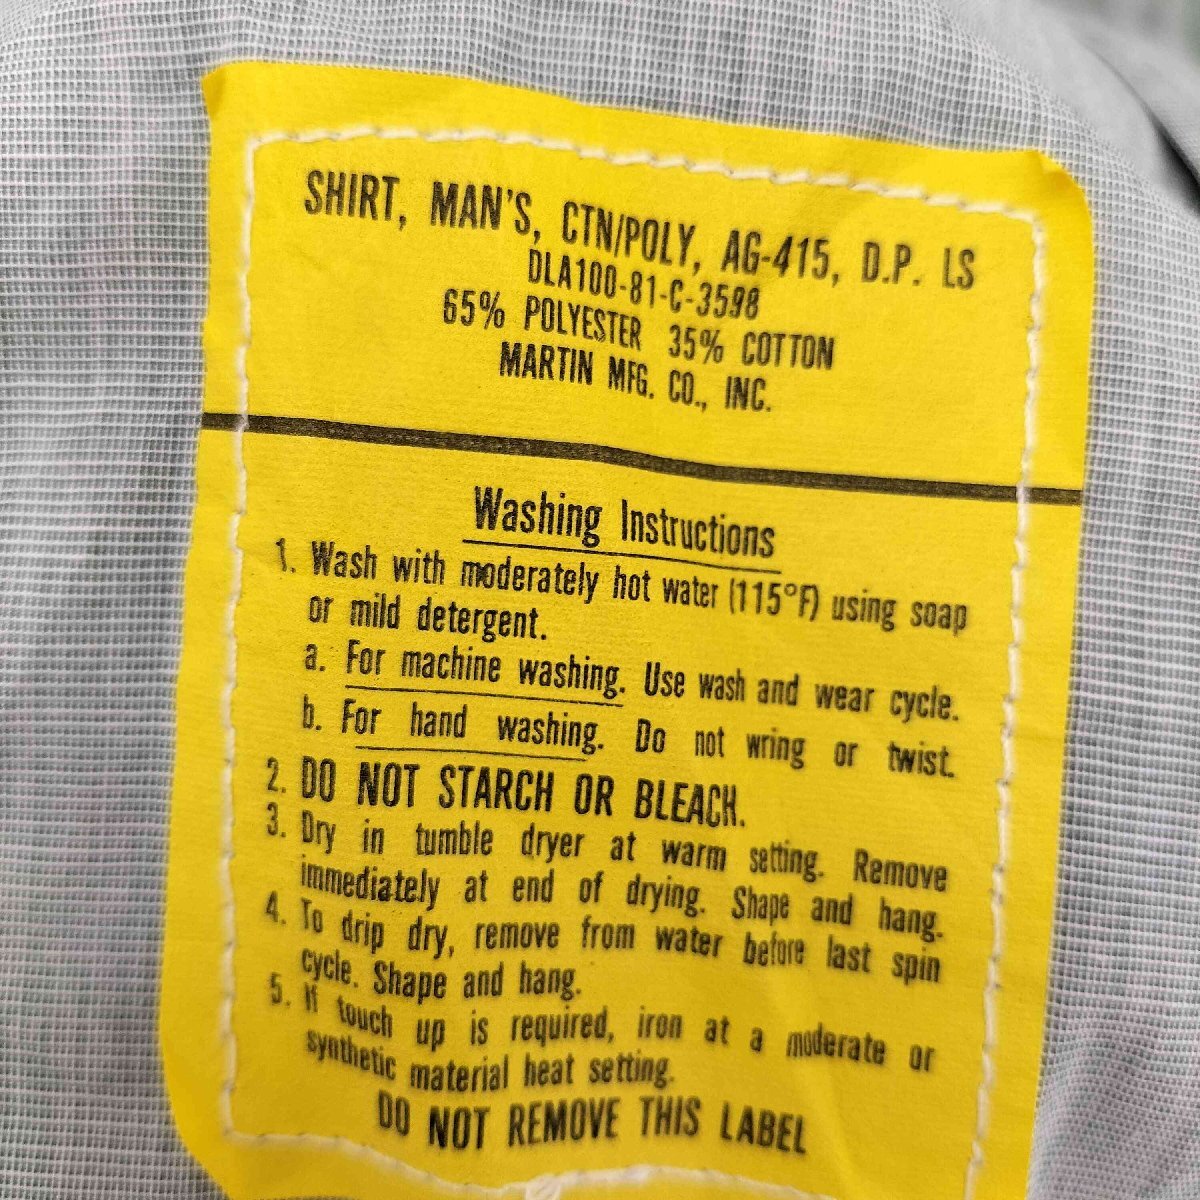 SHIRT, MAN'S, CTN/POLY, AG-415, D.P. LS
DLA100-81-C-3598
65% POLYESTER 35% COTTON
MARTIN MFG. CO., INC.
Washing Instructions
1. Wash with moderately hot water (115°F) using soap
or mild detergent.
a. For machine washing. Use wash and wear cycle.
b. For hand washing. Do not wring or twist.
2. DO NOT STARCH OR BLEACH.
3. Dry in tumble dryer at warm setting. Remove
immediately at end of drying. Shape and hang.
4. To drip dry, remove from water before last spin
cycle. Shape and hang.
5. If touch up is required, iron at a moderate or
synthetic material heat setting.
DO NOT REMOVE THIS LABEL